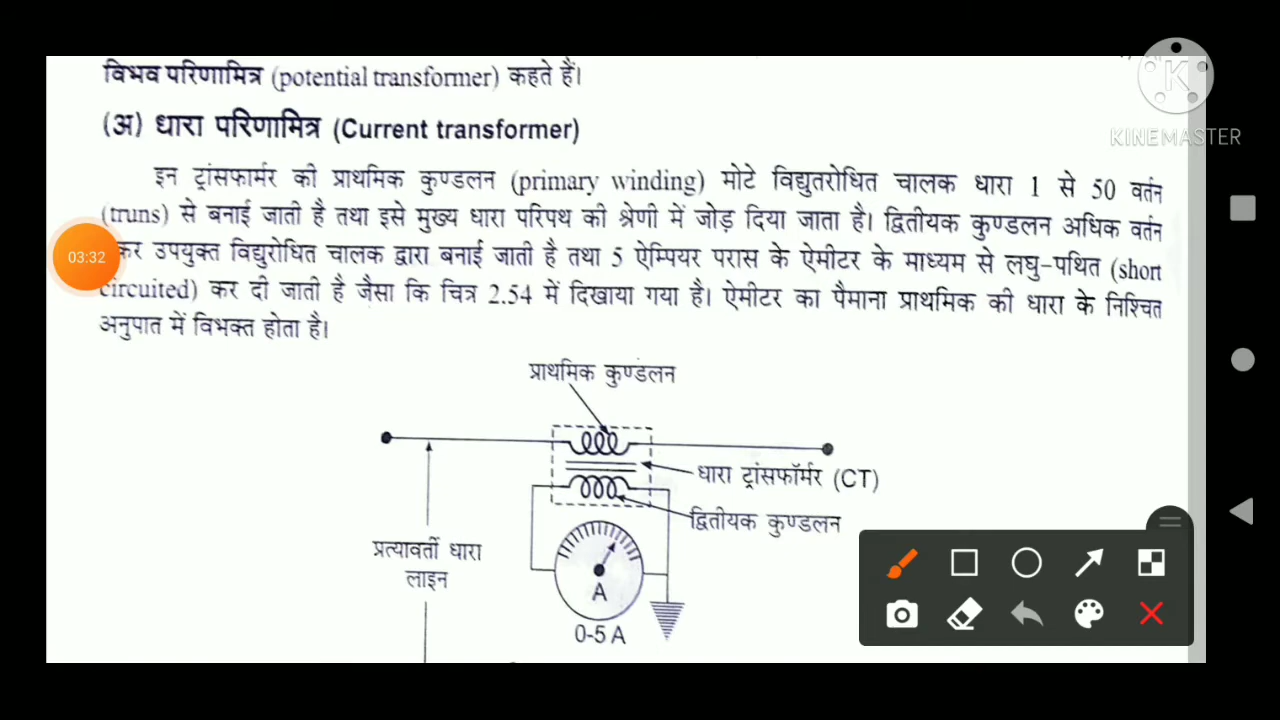 विभव परिणामित्र (potential transformer) कहते हैं।
KINEMASTER
(अ) धारा परिणामित्र (Current transformer)
इन ट्रांसफार्मर की प्राथमिक कुण्डलन (primary winding) मोटे विद्युतरोधित चालक धारा 1 से 50 वर्तन
(truns) से बनाई जाती है तथा इसे मुख्य धारा परिपथ की श्रेणी में जोड़ दिया जाता है। द्वितीयक कुण्डलन अधिक वर्तन
03:32
कर उपयुक्त विद्युरोधित चालक द्वारा बनाई जाती है तथा 5 ऐम्पियर परास के ऐमीटर के माध्यम से लघु-पथित (short
circuited) कर दी जाती है जैसा कि चित्र 2.54 में दिखाया गया है। ऐमीटर का पैमाना प्राथमिक की धारा के निश्चित
अनुपात में विभक्त होता है।
प्राथमिक कुण्डलन
धारा ट्रांसफॉर्मर (CT)
द्वितीयक कुण्डलन
प्रत्यावर्ती धारा
लाइन
A
0-5 A